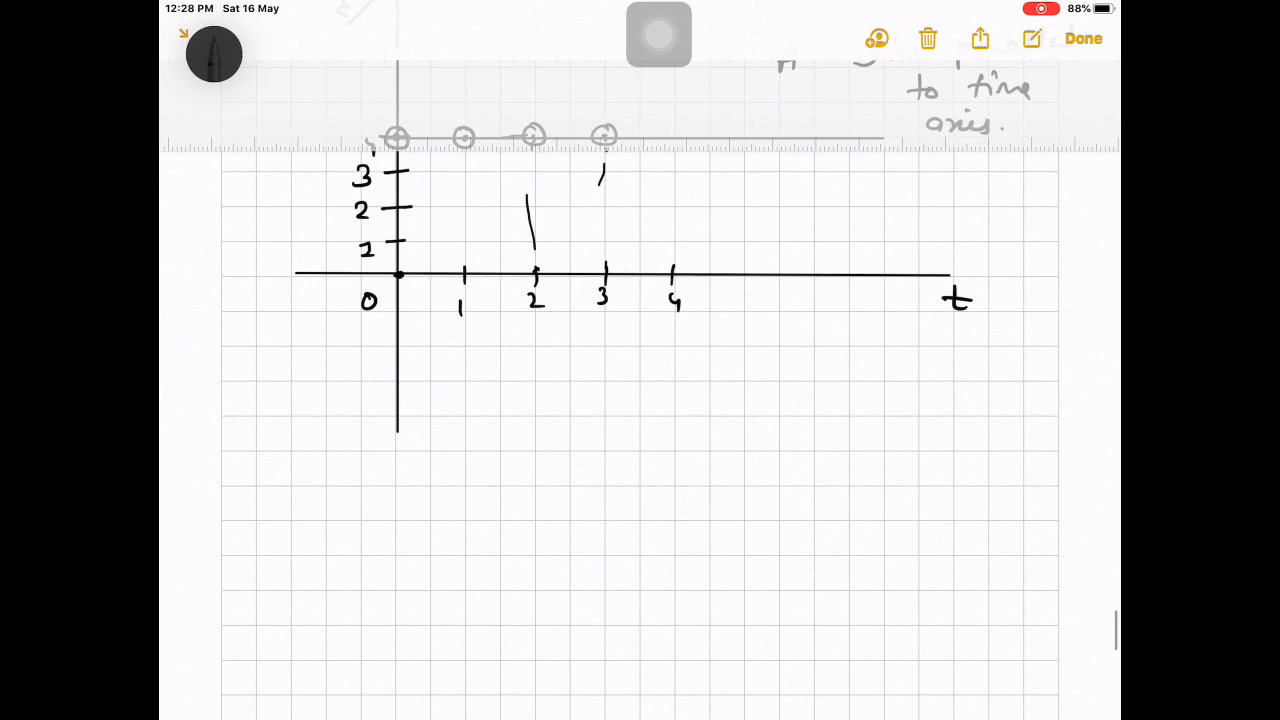 12:28 PM Sat 16 May
88%
Done
to time
axis.
3
2
1
0 1 2 3 4 t